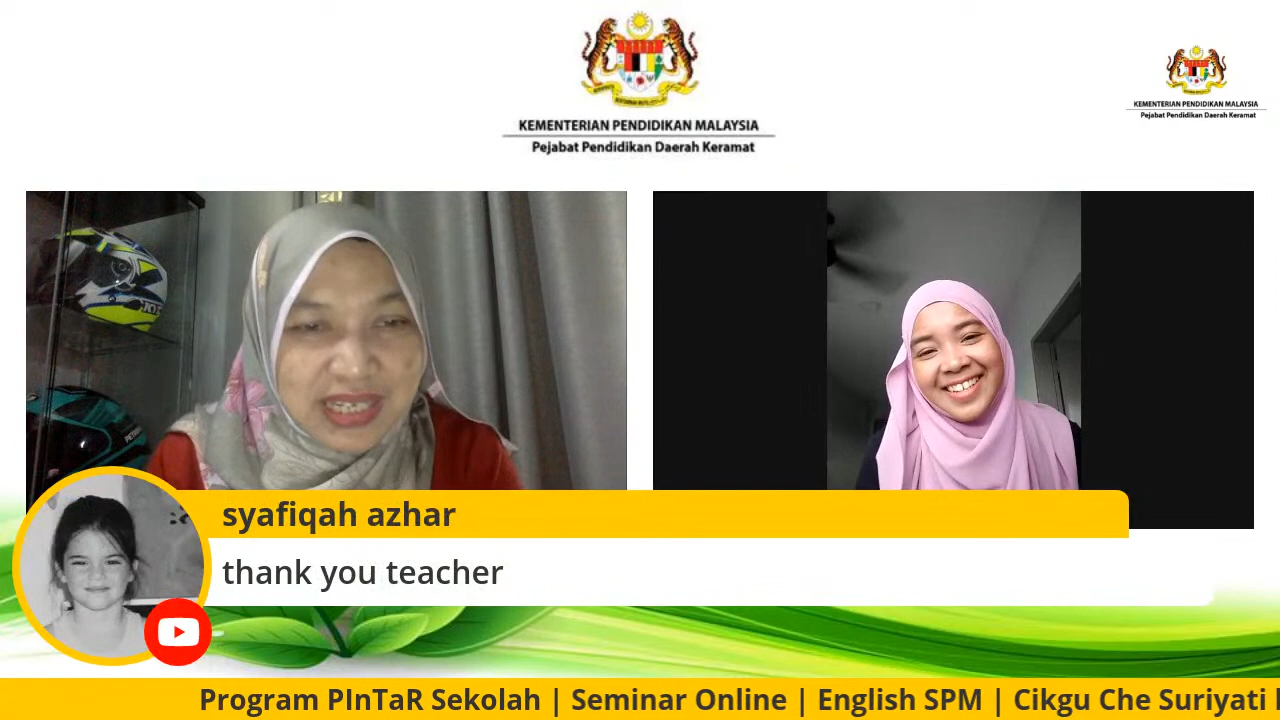 KEMENTERIAN PENDIDIKAN MALAYSIA
Pejabat Pendidikan Daerah Keramat
KEMENTERIAN PENDIDIKAN MALAYSIA
Pejabat Pendidikan Daerah Keramat
syafiqah azhar
thank you teacher
Program PInTaR Sekolah | Seminar Online | English SPM | Cikgu Che Suriyati